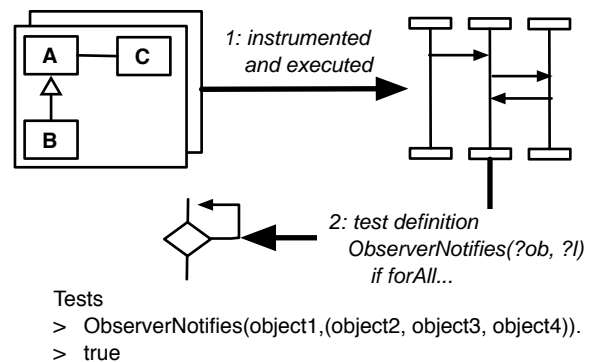 A
C
B
1: instrumented
and executed
2: test definition
ObserverNotifies(?ob, ?l)
if forAll...
Tests
> ObserverNotifies(object1,(object2, object3, object4)).
> true